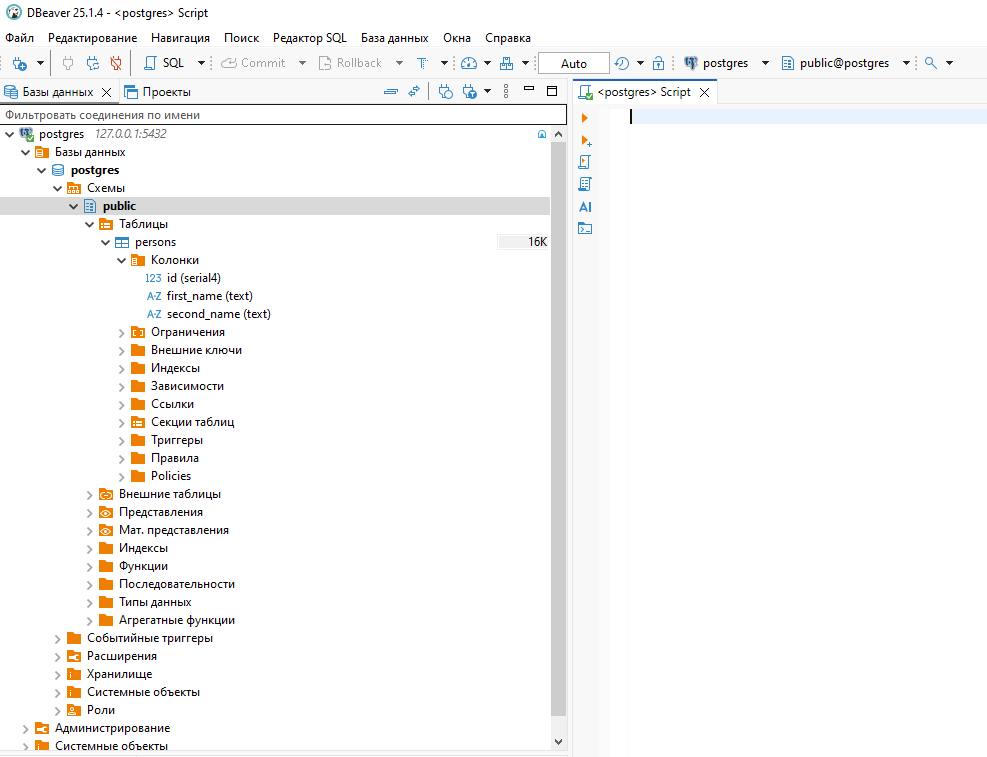 DBeaver 25.1.4 - <postgres> Script
Файл Редактирование Навигация Поиск Редактор SQL База данных Окна Справка
SQL Commit Rollback T Auto postgres public@postgres
Базы данных Проекты <postgres> Script
Фильтровать соединения по имени
postgres 127.0.0.1:5432
Базы данных
postgres
Схемы
public
Таблицы
persons 16K
Колонки
123 id (serial4)
A-Z first_name (text)
A-Z second_name (text)
Ограничения
Внешние ключи
Индексы
Зависимости
Ссылки
Секции таблиц
Триггеры
Правила
Policies
Внешние таблицы
Представления
Мат. представления
Индексы
Функции
Последовательности
Типы данных
Агрегатные функции
Событийные триггеры
Расширения
Хранилище
Системные объекты
Роли
Администрирование
Системные объекты
AI